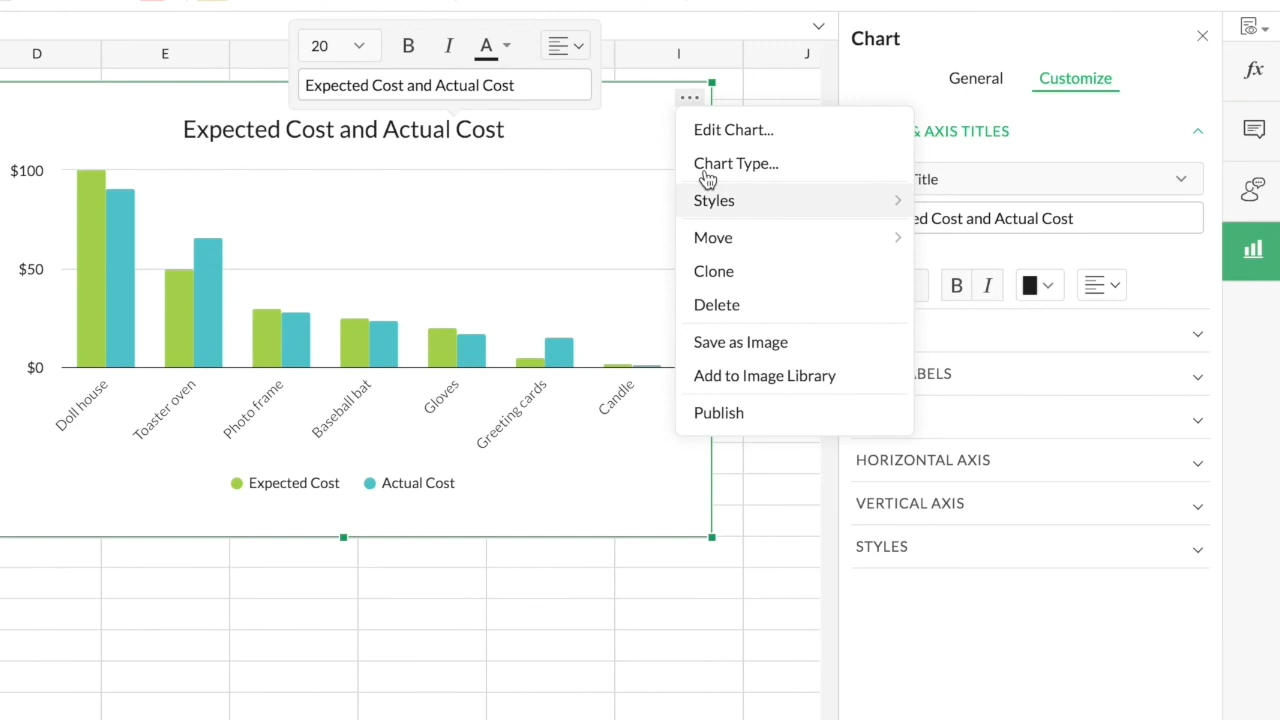 20 B I A
Expected Cost and Actual Cost
D E I J
Expected Cost and Actual Cost
$100
$50
$0
Doll house
Toaster oven
Photo frame
Baseball bat
Gloves
Greeting cards
Candle
Expected Cost Actual Cost
Edit Chart...
Chart Type...
Styles
Move
Clone
Delete
Save as Image
Add to Image Library
Publish
Chart
General Customize
& AXIS TITLES
Title
ed Cost and Actual Cost
B I
ABELS
HORIZONTAL AXIS
VERTICAL AXIS
STYLES
fx